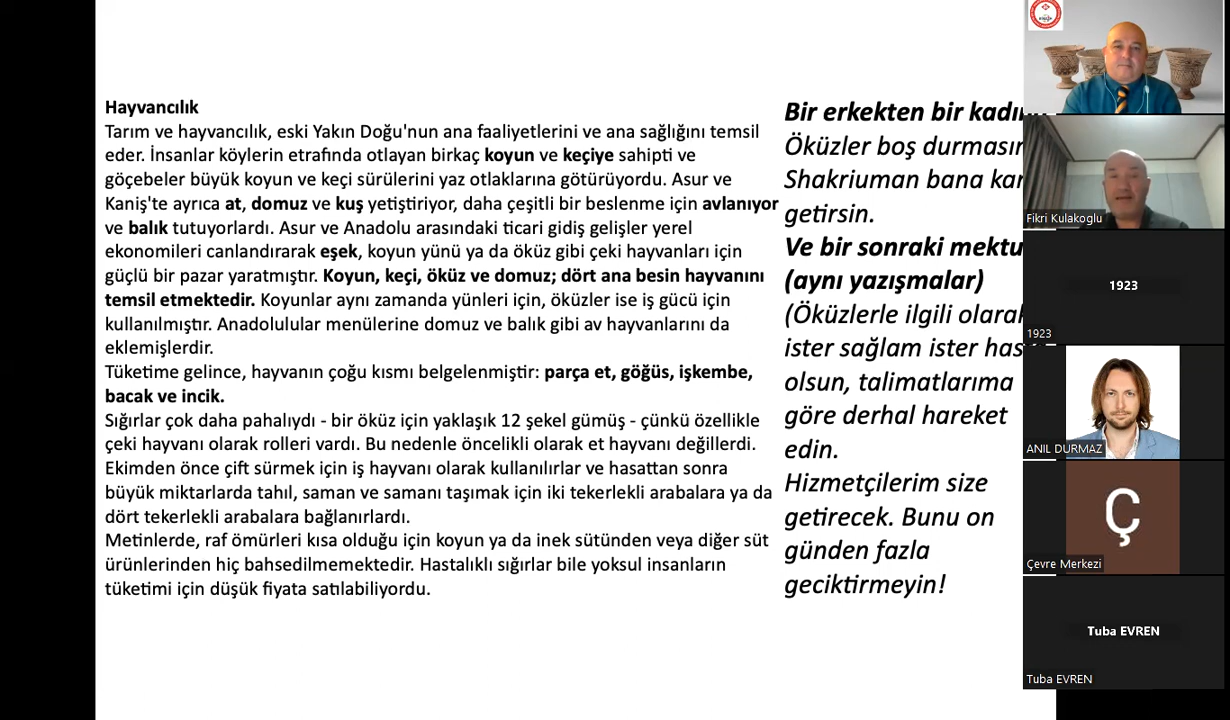 Hayvancılık
Tarım ve hayvancılık, eski Yakın Doğu'nun ana faaliyetlerini ve ana sağlığını temsil
eder. İnsanlar köylerin etrafında otlayan birkaç koyun ve keçiye sahipti ve
göçebeler büyük koyun ve keçi sürülerini yaz otlaklarına götürüyordu. Asur ve
Kaniş'te ayrıca at, domuz ve kuş yetiştiriyor, daha çeşitli bir beslenme için avlanıyor
ve balık tutuyorlardı. Asur ve Anadolu arasındaki ticari gidiş gelişler yerel
ekonomileri canlandırarak eşek, koyun yünü ya da öküz gibi çeki hayvanları için
güçlü bir pazar yaratmıştır. Koyun, keçi, öküz ve domuz; dört ana besin hayvanını
temsil etmektedir. Koyunlar aynı zamanda yünleri için, öküzler ise iş gücü için
kullanılmıştır. Anadolulular menülerine domuz ve balık gibi av hayvanlarını da
eklemişlerdir.
Tüketime gelince, hayvanın çoğu kısmı belgelenmiştir: parça et, göğüs, işkembe,
bacak ve incik.
Sığırlar çok daha pahalıydı - bir öküz için yaklaşık 12 şekel gümüş - çünkü özellikle
çeki hayvanı olarak rolleri vardı. Bu nedenle öncelikli olarak et hayvanı değillerdi.
Ekimden önce çift sürmek için iş hayvanı olarak kullanılırlar ve hasattan sonra
büyük miktarlarda tahıl, saman ve samanı taşımak için iki tekerlekli arabalara ya da
dört tekerlekli arabalara bağlanırlardı.
Metinlerde, raf ömürleri kısa olduğu için koyun ya da inek sütünden veya diğer süt
ürünlerinden hiç bahsedilmemektedir. Hastalıklı sığırlar bile yoksul insanların
tüketimi için düşük fiyata satılabiliyordu.
Bir erkekten bir
Öküzler boş
Shakriuman bana
getirsin.
Ve bir sonraki
(aynı yazışmalar)
(Öküzlerle ilgili
ister sağlam ister
olsun, talimatlarıma
göre derhal hareket
edin.
Hizmetçilerim size
getirecek. Bunu on
günden fazla
geciktirmeyin!
Fikri Kulakoglu
1923
1923
ANIL DURMAZ
Ç
Çevre Merkezi
Tuba EVREN
Tuba EVREN